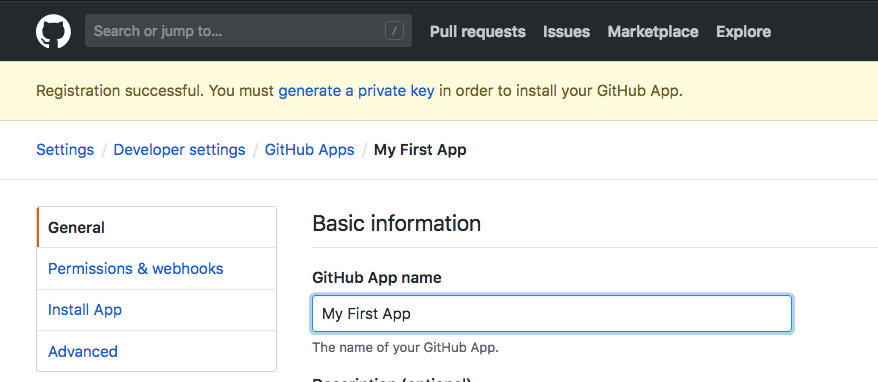 Search or jump to... /
Pull requests Issues Marketplace Explore
Registration successful. You must generate a private key in order to install your GitHub App.
Settings / Developer settings / GitHub Apps / My First App
General
Permissions & webhooks
Install App
Advanced
Basic information
GitHub App name
My First App
The name of your GitHub App.
Description (optional)